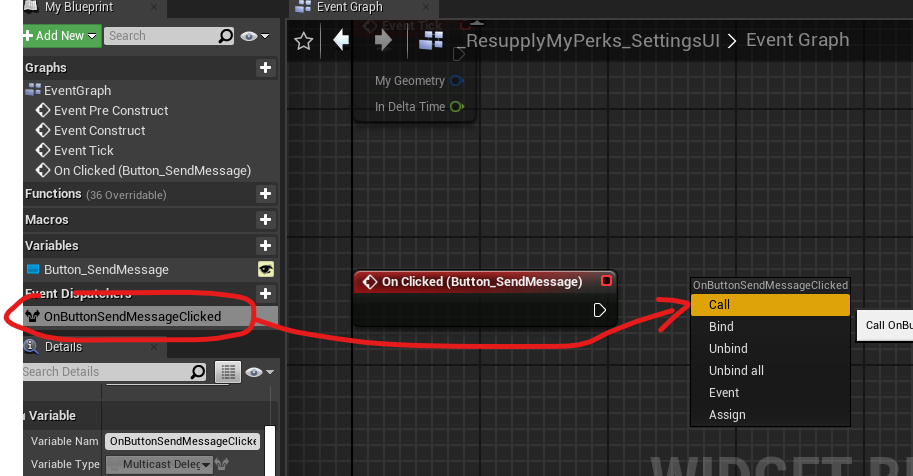 My Blueprint
Add New
Search
Graphs
EventGraph
Event Pre Construct
Event Construct
Event Tick
On Clicked (Button_SendMessage)
Functions (36 Overridable)
Macros
Variables
Button_SendMessage
Event Dispatchers
OnButtonSendMessageClicked
Details
Search Details
Variable
Variable Nam
OnButtonSendMessageClicke
Variable Type
Multicast Deleg
Event Graph
_ResupplyMyPerks_SettingsUI > Event Graph
Event Tick
My Geometry
In Delta Time
On Clicked (Button_SendMessage)
OnButtonSendMessageClicked
Call
Bind
Unbind
Unbind all
Event
Assign
Call OnBu
WIDGET B